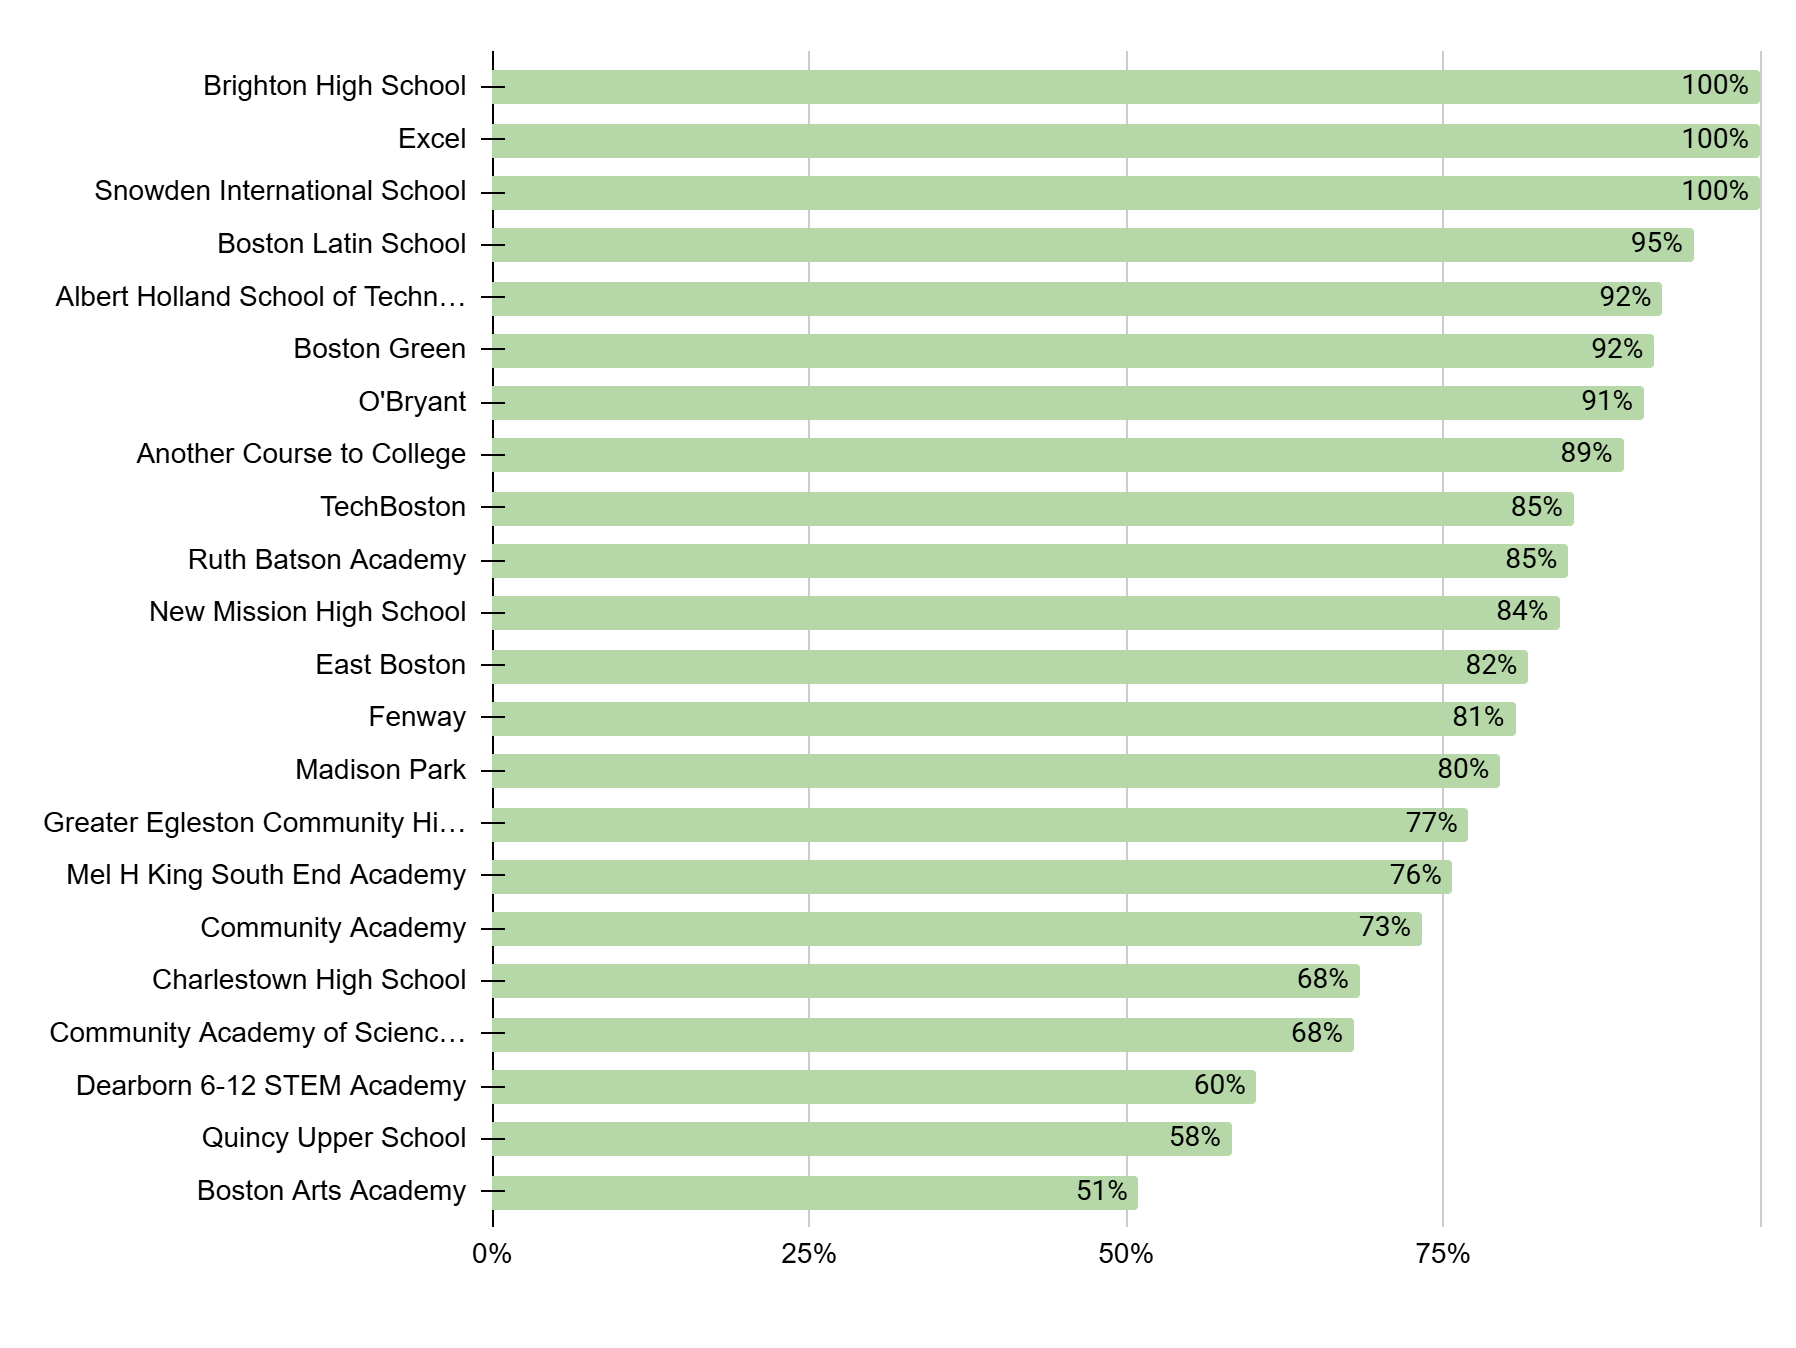 Brighton High School 100%
Excel 100%
Snowden International School 100%
Boston Latin School 95%
Albert Holland School of Techn… 92%
Boston Green 92%
O'Bryant 91%
Another Course to College 89%
TechBoston 85%
Ruth Batson Academy 85%
New Mission High School 84%
East Boston 82%
Fenway 81%
Madison Park 80%
Greater Egleston Community Hi… 77%
Mel H King South End Academy 76%
Community Academy 73%
Charlestown High School 68%
Community Academy of Scienc… 68%
Dearborn 6-12 STEM Academy 60%
Quincy Upper School 58%
Boston Arts Academy 51%
0% 25% 50% 75%